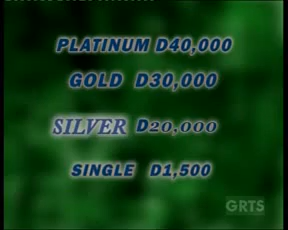 PLATINUM D40,000
GOLD D30,000
SILVER D20,000
SINGLE D1,500
GRTS